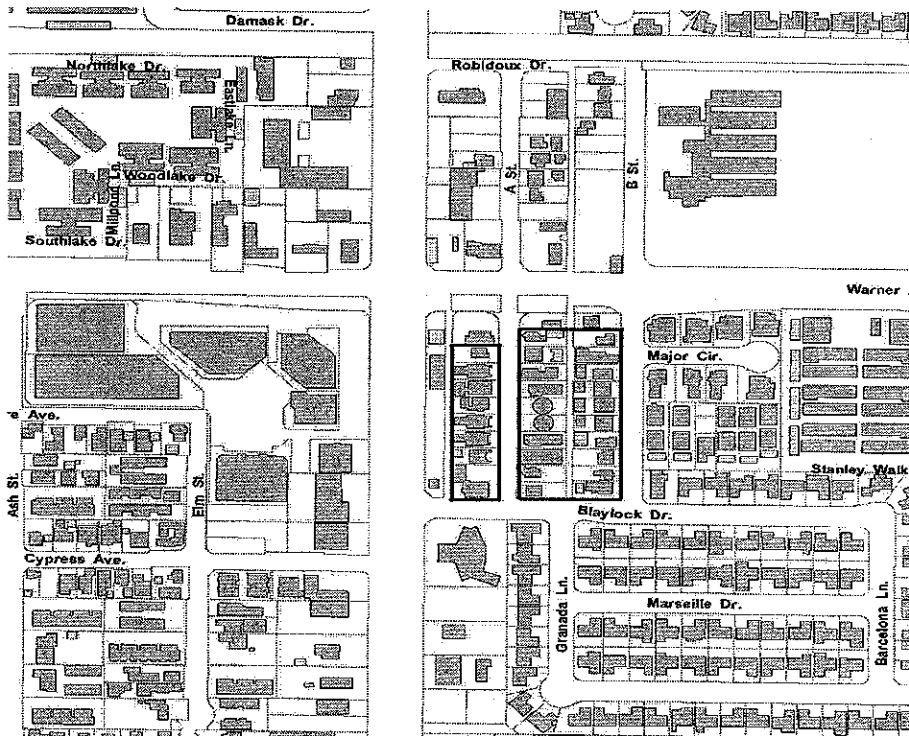 Damask Dr.
Northlake Dr.
Robidoux Dr.
Eastlake Ln.
A St.
B St.
Woodlake Dr.
Millpond Ln.
Southlake Dr.
Warner
Major Cir.
e Ave.
Stanley Walk
Ash St.
Elm St.
Blaylock Dr.
Cypress Ave.
Granada Ln.
Marseille Dr.
Barcelona Ln.